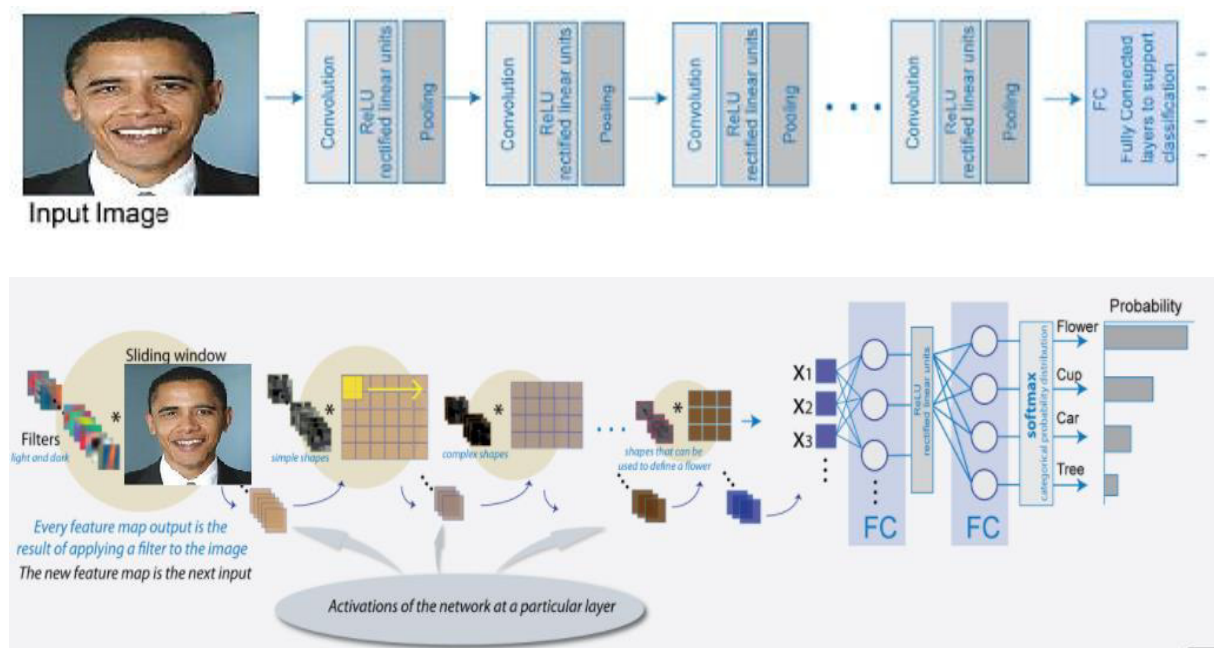 Input Image
Convolution
ReLU
rectified linear units
Pooling
Convolution
ReLU
rectified linear units
Pooling
Convolution
ReLU
rectified linear units
Pooling
Convolution
ReLU
rectified linear units
Pooling
FC
Fully Connected
layers to support
classification
Sliding window
Filters
light and dark
*
simple shapes
*
complex shapes
*
shapes that can be
used to define a flower
*
X1
X2
X3
FC
ReLU
rectified linear units
FC
softmax
categorical probability distribution
Probability
Flower
Cup
Car
Tree
Every feature map output is the
result of applying a filter to the image
The new feature map is the next input
Activations of the network at a particular layer